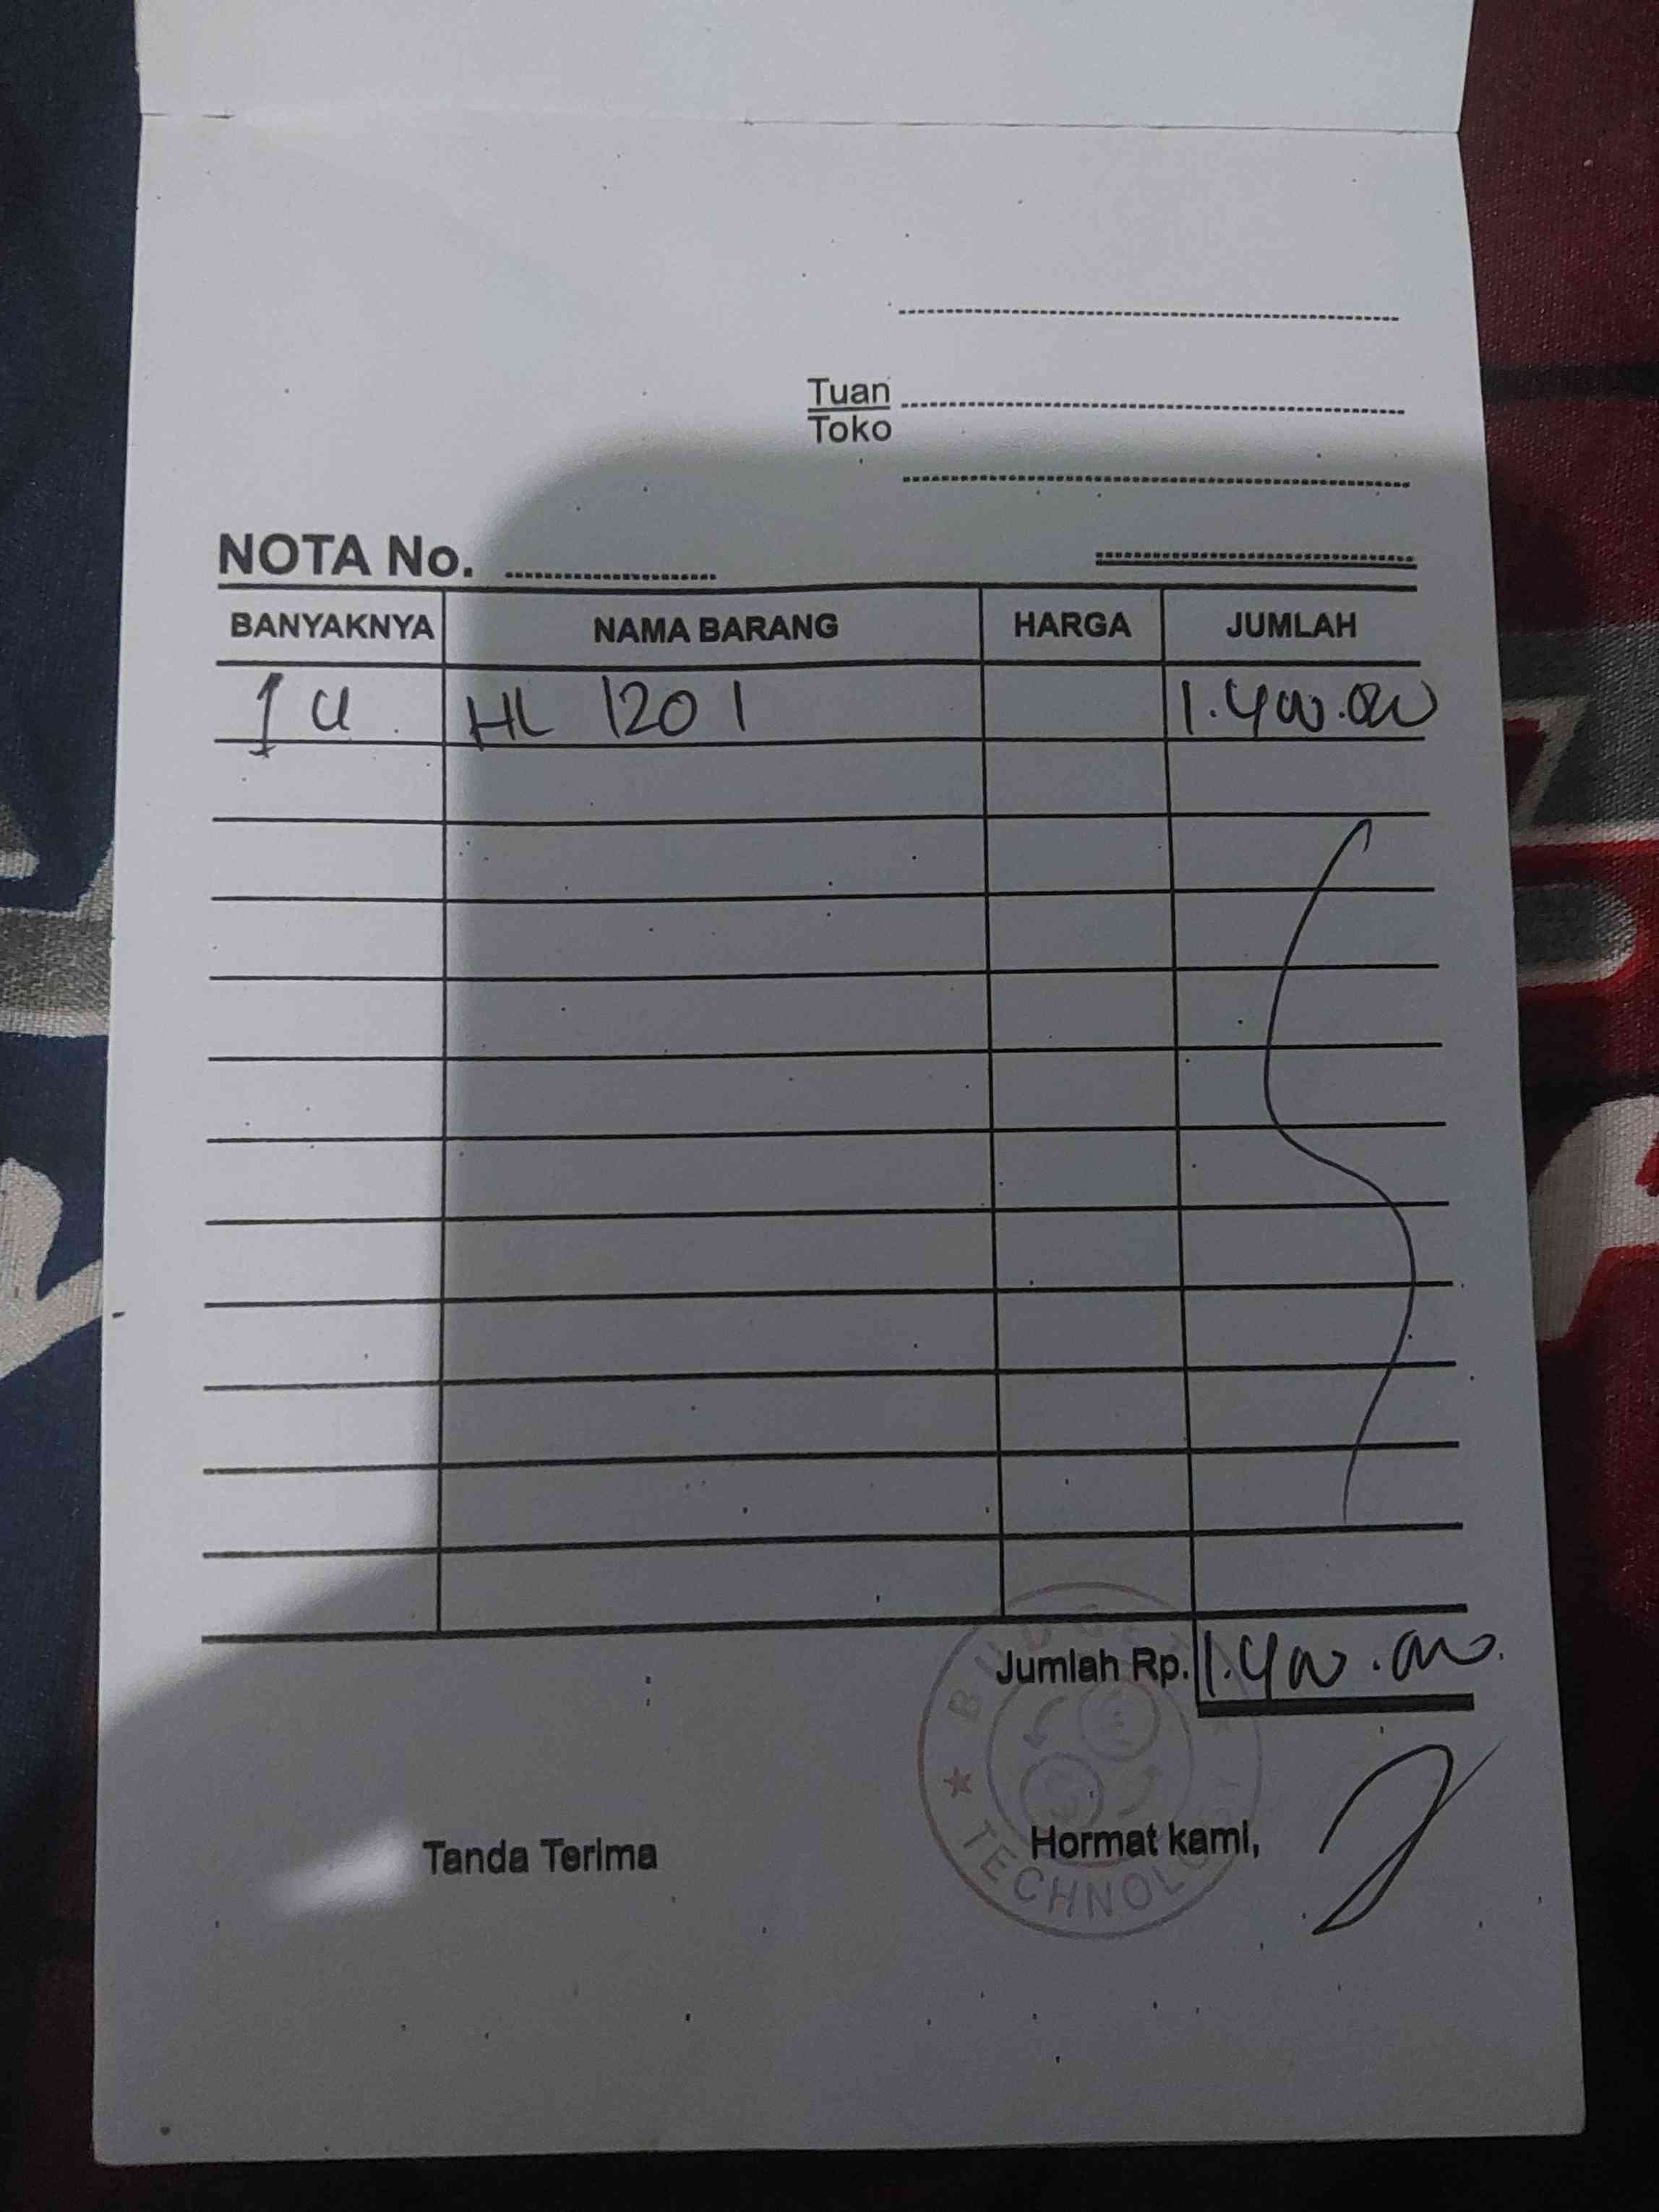 Tuan
Toko
NOTA No.
BANYAKNYA NAMA BARANG HARGA JUMLAH
1 U HL 1201 1.400.000
Jumlah Rp. 1.400.000
Tanda Terima Hormat kami,